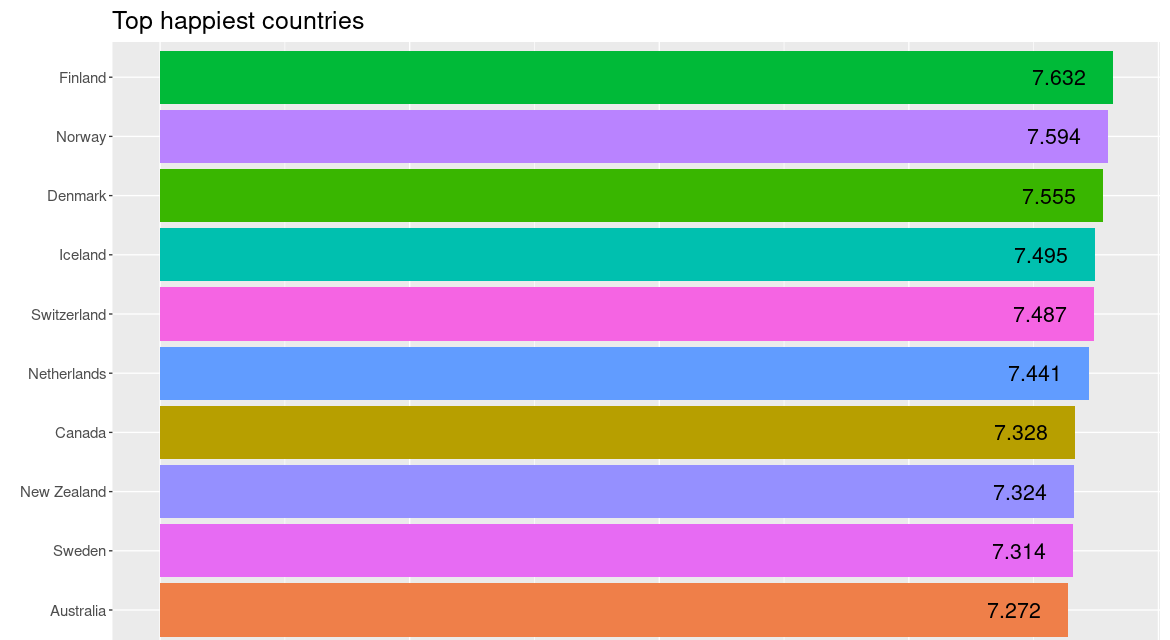 Top happiest countries
Finland 7.632
Norway 7.594
Denmark 7.555
Iceland 7.495
Switzerland 7.487
Netherlands 7.441
Canada 7.328
New Zealand 7.324
Sweden 7.314
Australia 7.272